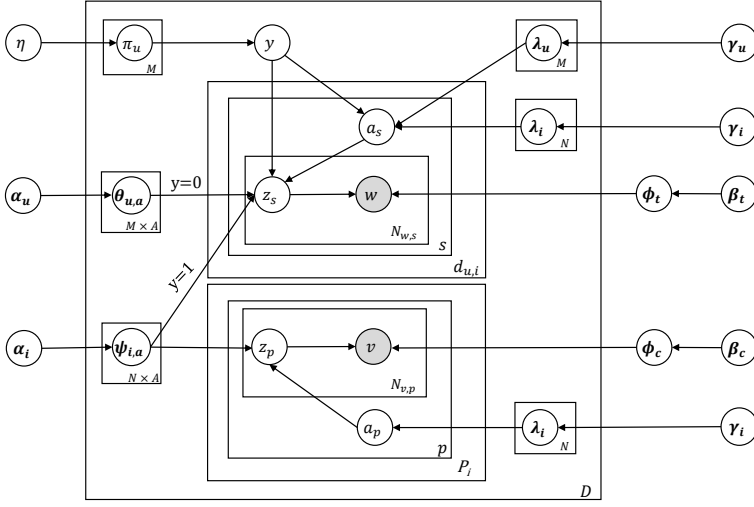 η
π_u
M
y
λ_u
M
γ_u
a_s
λ_i
N
γ_i
α_u
θ_{u,a}
M × A
y=0
z_s
w
N_{w,s}
s
d_{u,i}
ϕ_t
β_t
y=1
α_i
ψ_{i,a}
N × A
z_p
v
N_{v,p}
ϕ_c
β_c
a_p
p
P_i
λ_i
N
γ_i
D